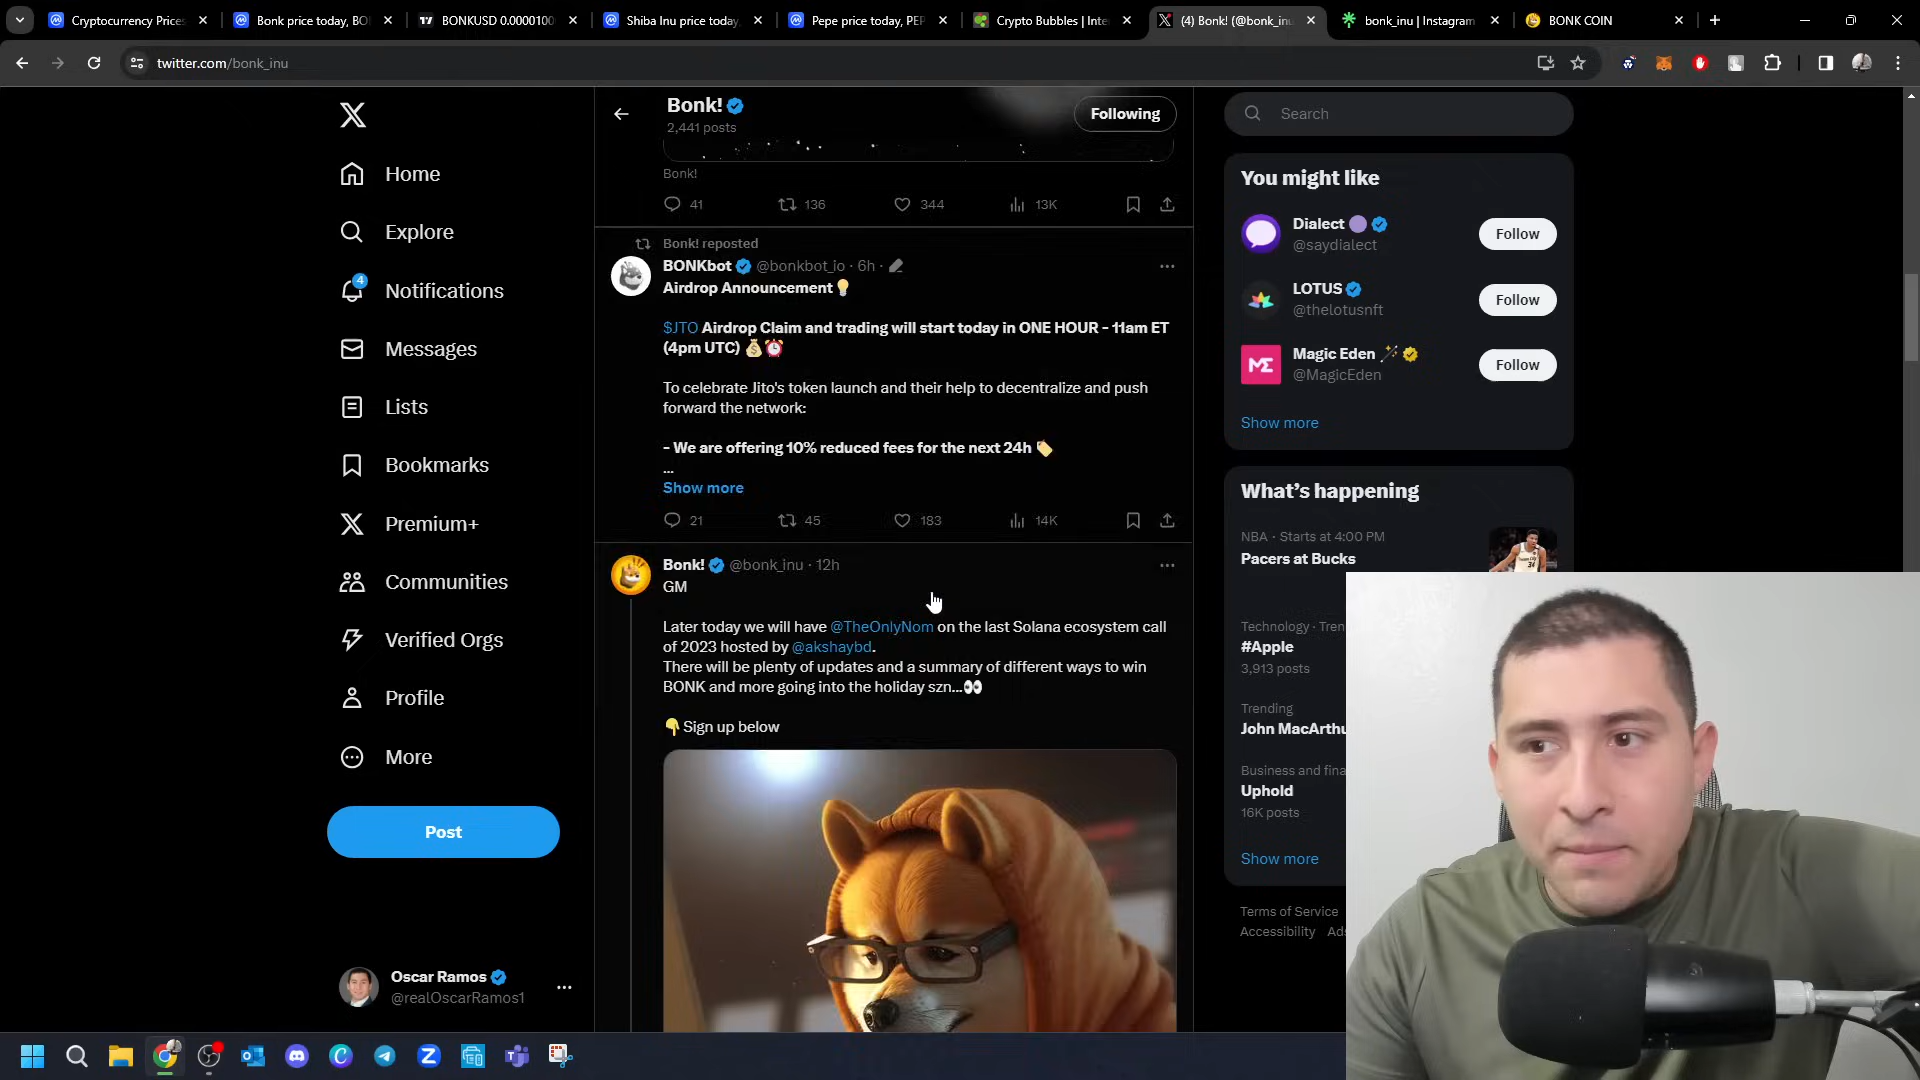 Cryptocurrency Price
Bonk price today, BO
BONKUSD 0.0000100
Shiba Inu price today
Pepe price today, PEP
Crypto Bubbles | Inte
(4) Bonk! (@bonk_inu
bonk_inu | Instagram
BONK COIN
twitter.com/bonk_inu
Home
Explore
4
Notifications
Messages
Lists
Bookmarks
Premium+
Communities
Verified Orgs
Profile
More
Post
Oscar Ramos
@realOscarRamos1
Bonk!
2,441 posts
Following
Bonk!
41 136 344 13K
Bonk! reposted
BONKbot @bonkbot_io · 6h ·
Airdrop Announcement💡
$JTO Airdrop Claim and trading will start today in ONE HOUR - 11am ET
(4pm UTC) 💰⏰
To celebrate Jito's token launch and their help to decentralize and push
forward the network:
- We are offering 10% reduced fees for the next 24h 🏷️
...
Show more
21 45 183 14K
Bonk! @bonk_inu · 12h
GM
Later today we will have @TheOnlyNom on the last Solana ecosystem call
of 2023 hosted by @akshaybd.
There will be plenty of updates and a summary of different ways to win
BONK and more going into the holiday szn...👀
👇Sign up below
Search
You might like
Dialect
@saydialect
Follow
LOTUS
@thelotusnft
Follow
Magic Eden 🪄
@MagicEden
Follow
ME
Show more
What's happening
NBA · Starts at 4:00 PM
Pacers at Bucks
Technology · Tren
#Apple
3,913 posts
Trending
John MacArthu
Business and fina
Uphold
16K posts
Show more
Terms of Service
Accessibility Ads